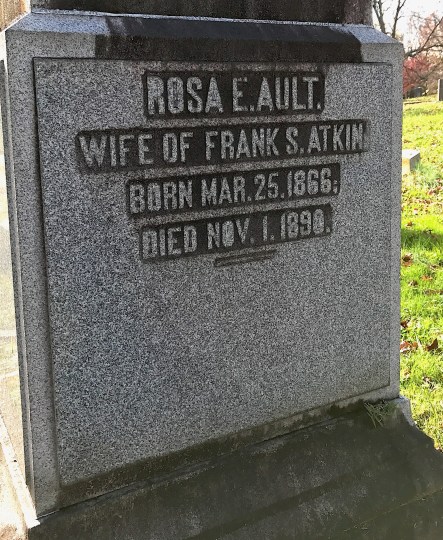 ROSA E. AULT.
WIFE OF FRANK S. ATKIN
BORN MAR. 25. 1866;
DIED NOV. 1. 1890.